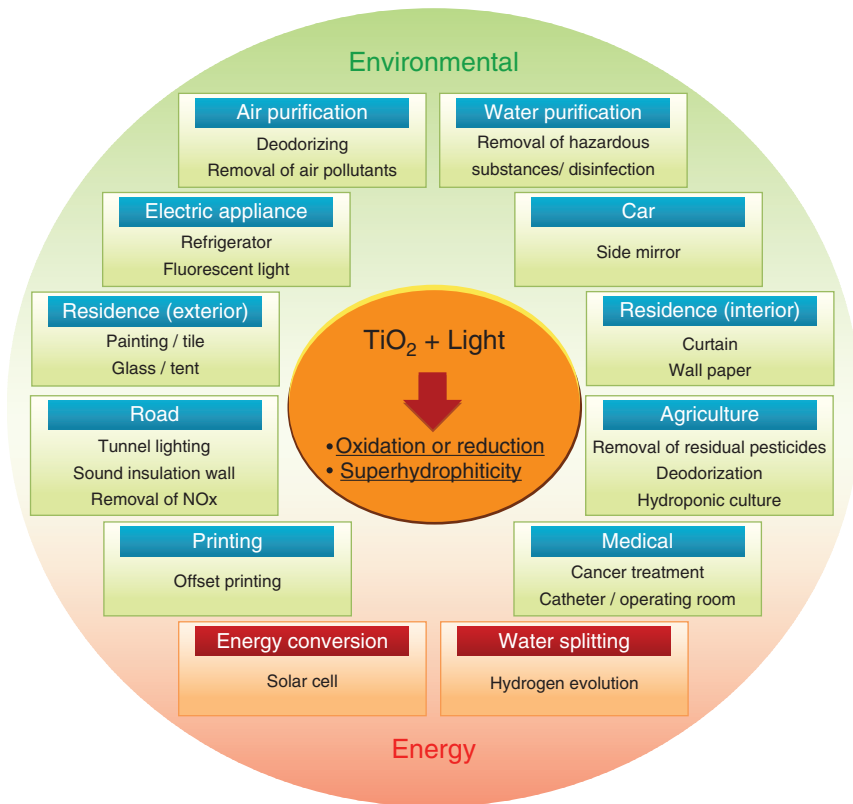 Environmental
Air purification
Deodorizing
Removal of air pollutants
Water purification
Removal of hazardous
substances/ disinfection
Electric appliance
Refrigerator
Fluorescent light
Car
Side mirror
Residence (exterior)
Painting / tile
Glass / tent
TiO₂ + Light
• Oxidation or reduction
• Superhydrophiticity
Residence (interior)
Curtain
Wall paper
Road
Tunnel lighting
Sound insulation wall
Removal of NOx
Agriculture
Removal of residual pesticides
Deodorization
Hydroponic culture
Printing
Offset printing
Medical
Cancer treatment
Catheter / operating room
Energy conversion
Solar cell
Water splitting
Hydrogen evolution
Energy